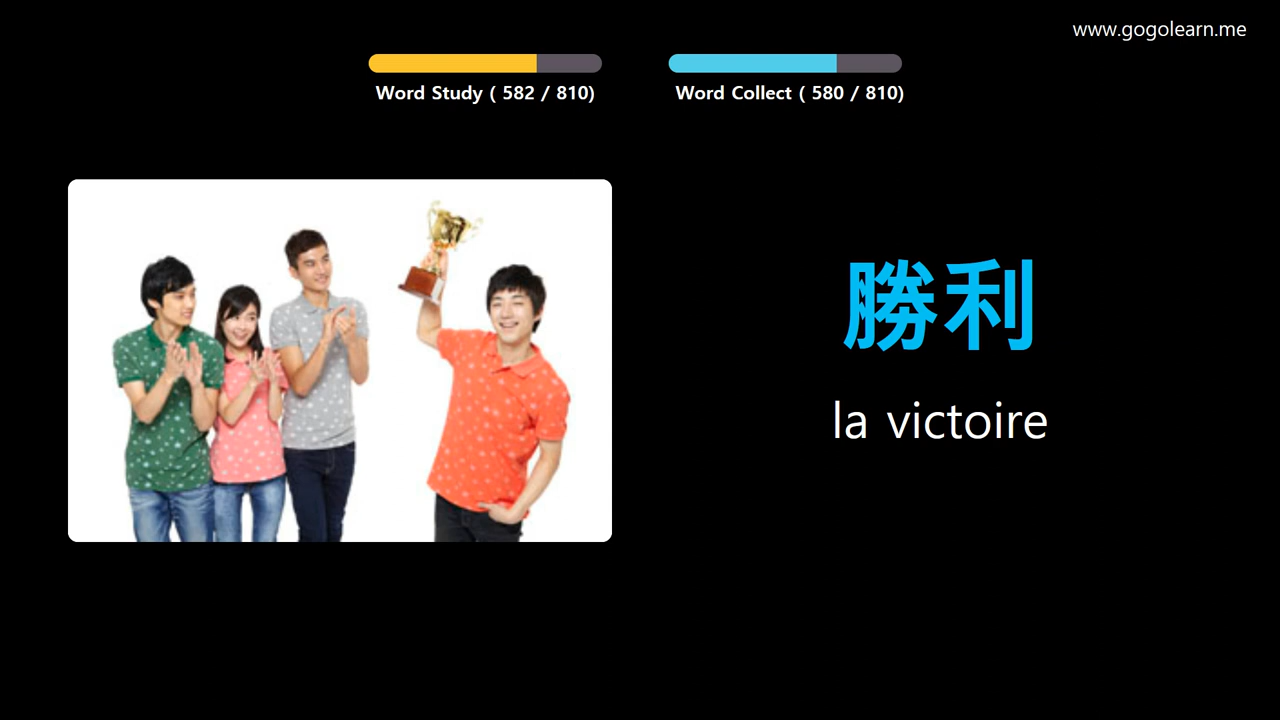 www.gogolearn.me
Word Study ( 582 / 810)
Word Collect ( 580 / 810)
勝利
la victoire